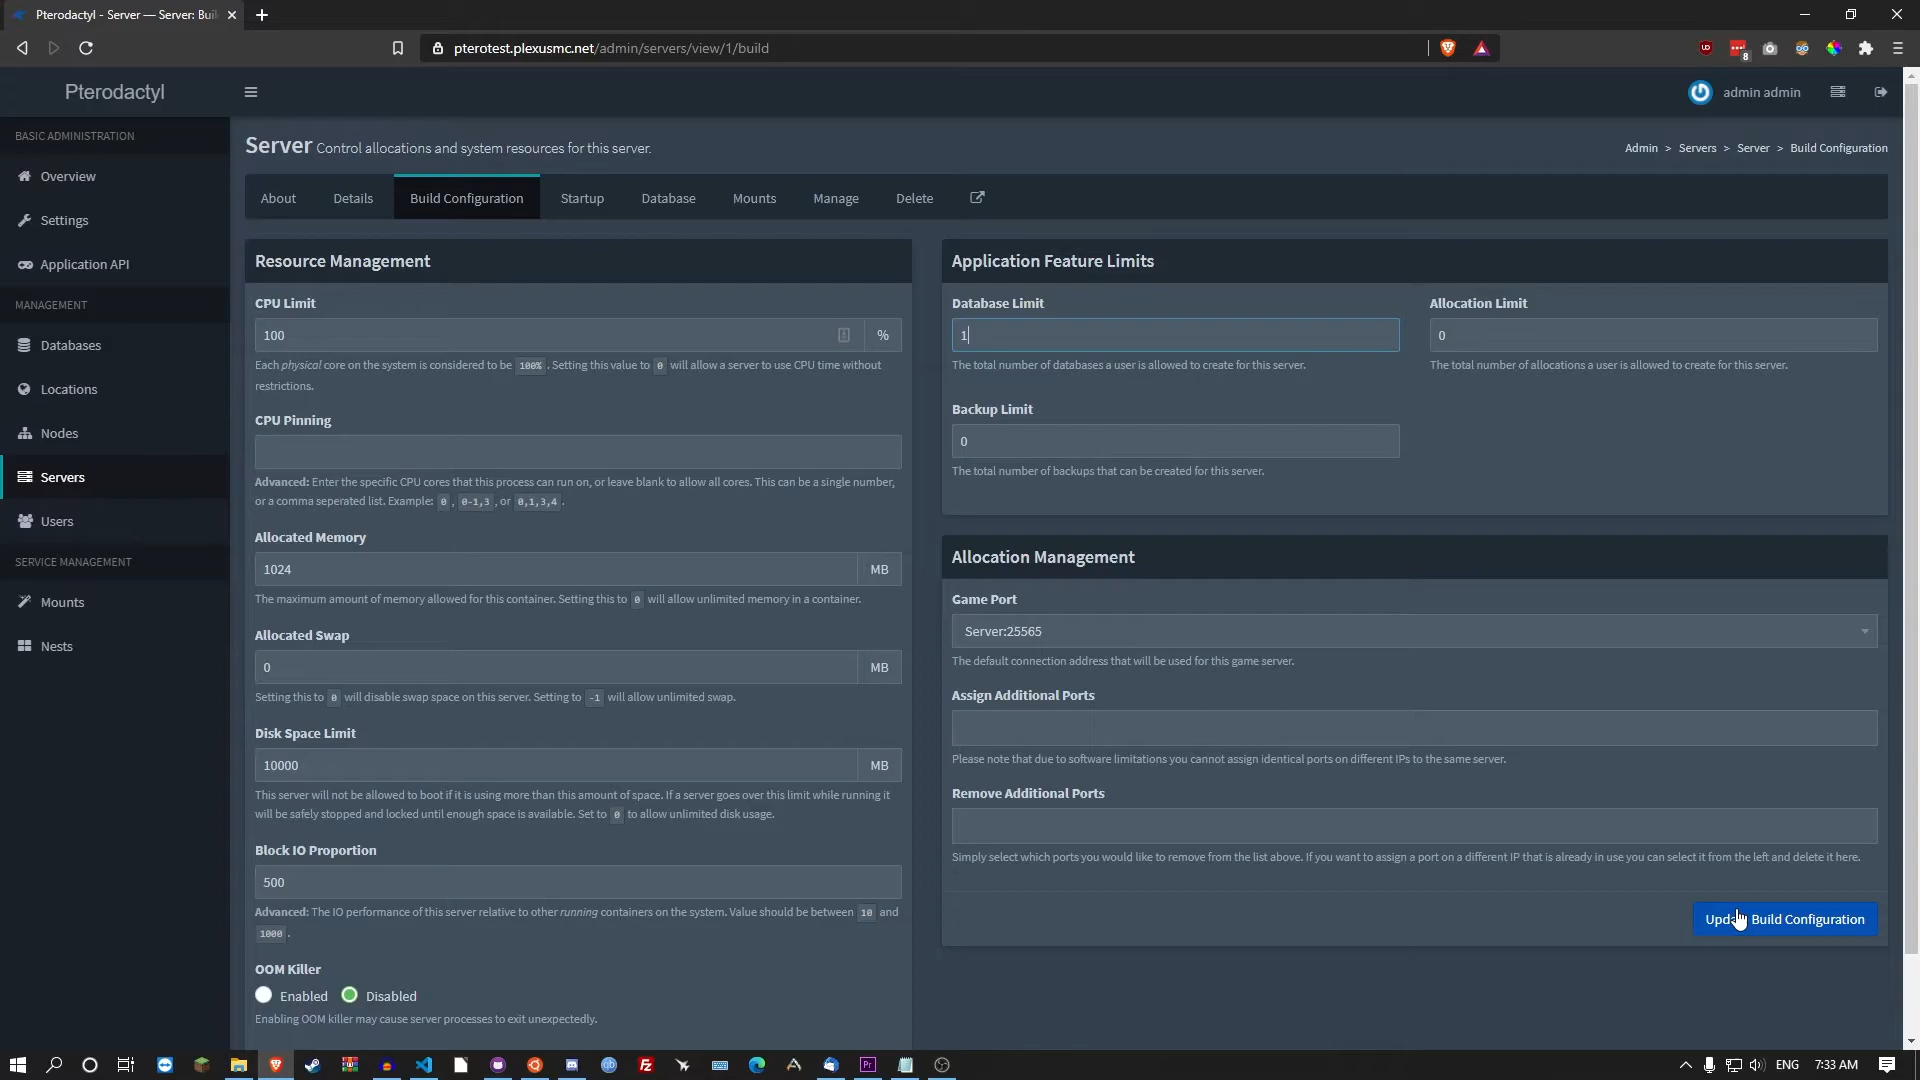 Pterodactyl - Server — Server: Buil
pterotest.plexusmc.net/admin/servers/view/1/build
8
Pterodactyl
admin admin
BASIC ADMINISTRATION
Overview
Settings
Application API
MANAGEMENT
Databases
Locations
Nodes
Servers
Users
SERVICE MANAGEMENT
Mounts
Nests
Server Control allocations and system resources for this server.
Admin > Servers > Server > Build Configuration
About Details Build Configuration Startup Database Mounts Manage Delete
Resource Management
CPU Limit
100 %
Each physical core on the system is considered to be 100% . Setting this value to 0 will allow a server to use CPU time without
restrictions.
CPU Pinning
Advanced: Enter the specific CPU cores that this process can run on, or leave blank to allow all cores. This can be a single number,
or a comma seperated list. Example: 0 , 0-1,3 , or 0,1,3,4 .
Allocated Memory
1024 MB
The maximum amount of memory allowed for this container. Setting this to 0 will allow unlimited memory in a container.
Allocated Swap
0 MB
Setting this to 0 will disable swap space on this server. Setting to -1 will allow unlimited swap.
Disk Space Limit
10000 MB
This server will not be allowed to boot if it is using more than this amount of space. If a server goes over this limit while running it
will be safely stopped and locked until enough space is available. Set to 0 to allow unlimited disk usage.
Block IO Proportion
500
Advanced: The IO performance of this server relative to other running containers on the system. Value should be between 10 and
1000 .
OOM Killer
Enabled Disabled
Enabling OOM killer may cause server processes to exit unexpectedly.
Application Feature Limits
Database Limit
1
The total number of databases a user is allowed to create for this server.
Allocation Limit
0
The total number of allocations a user is allowed to create for this server.
Backup Limit
0
The total number of backups that can be created for this server.
Allocation Management
Game Port
Server:25565
The default connection address that will be used for this game server.
Assign Additional Ports
Please note that due to software limitations you cannot assign identical ports on different IPs to the same server.
Remove Additional Ports
Simply select which ports you would like to remove from the list above. If you want to assign a port on a different IP that is already in use you can select it from the left and delete it here.
Update Build Configuration
ENG 7:33 AM